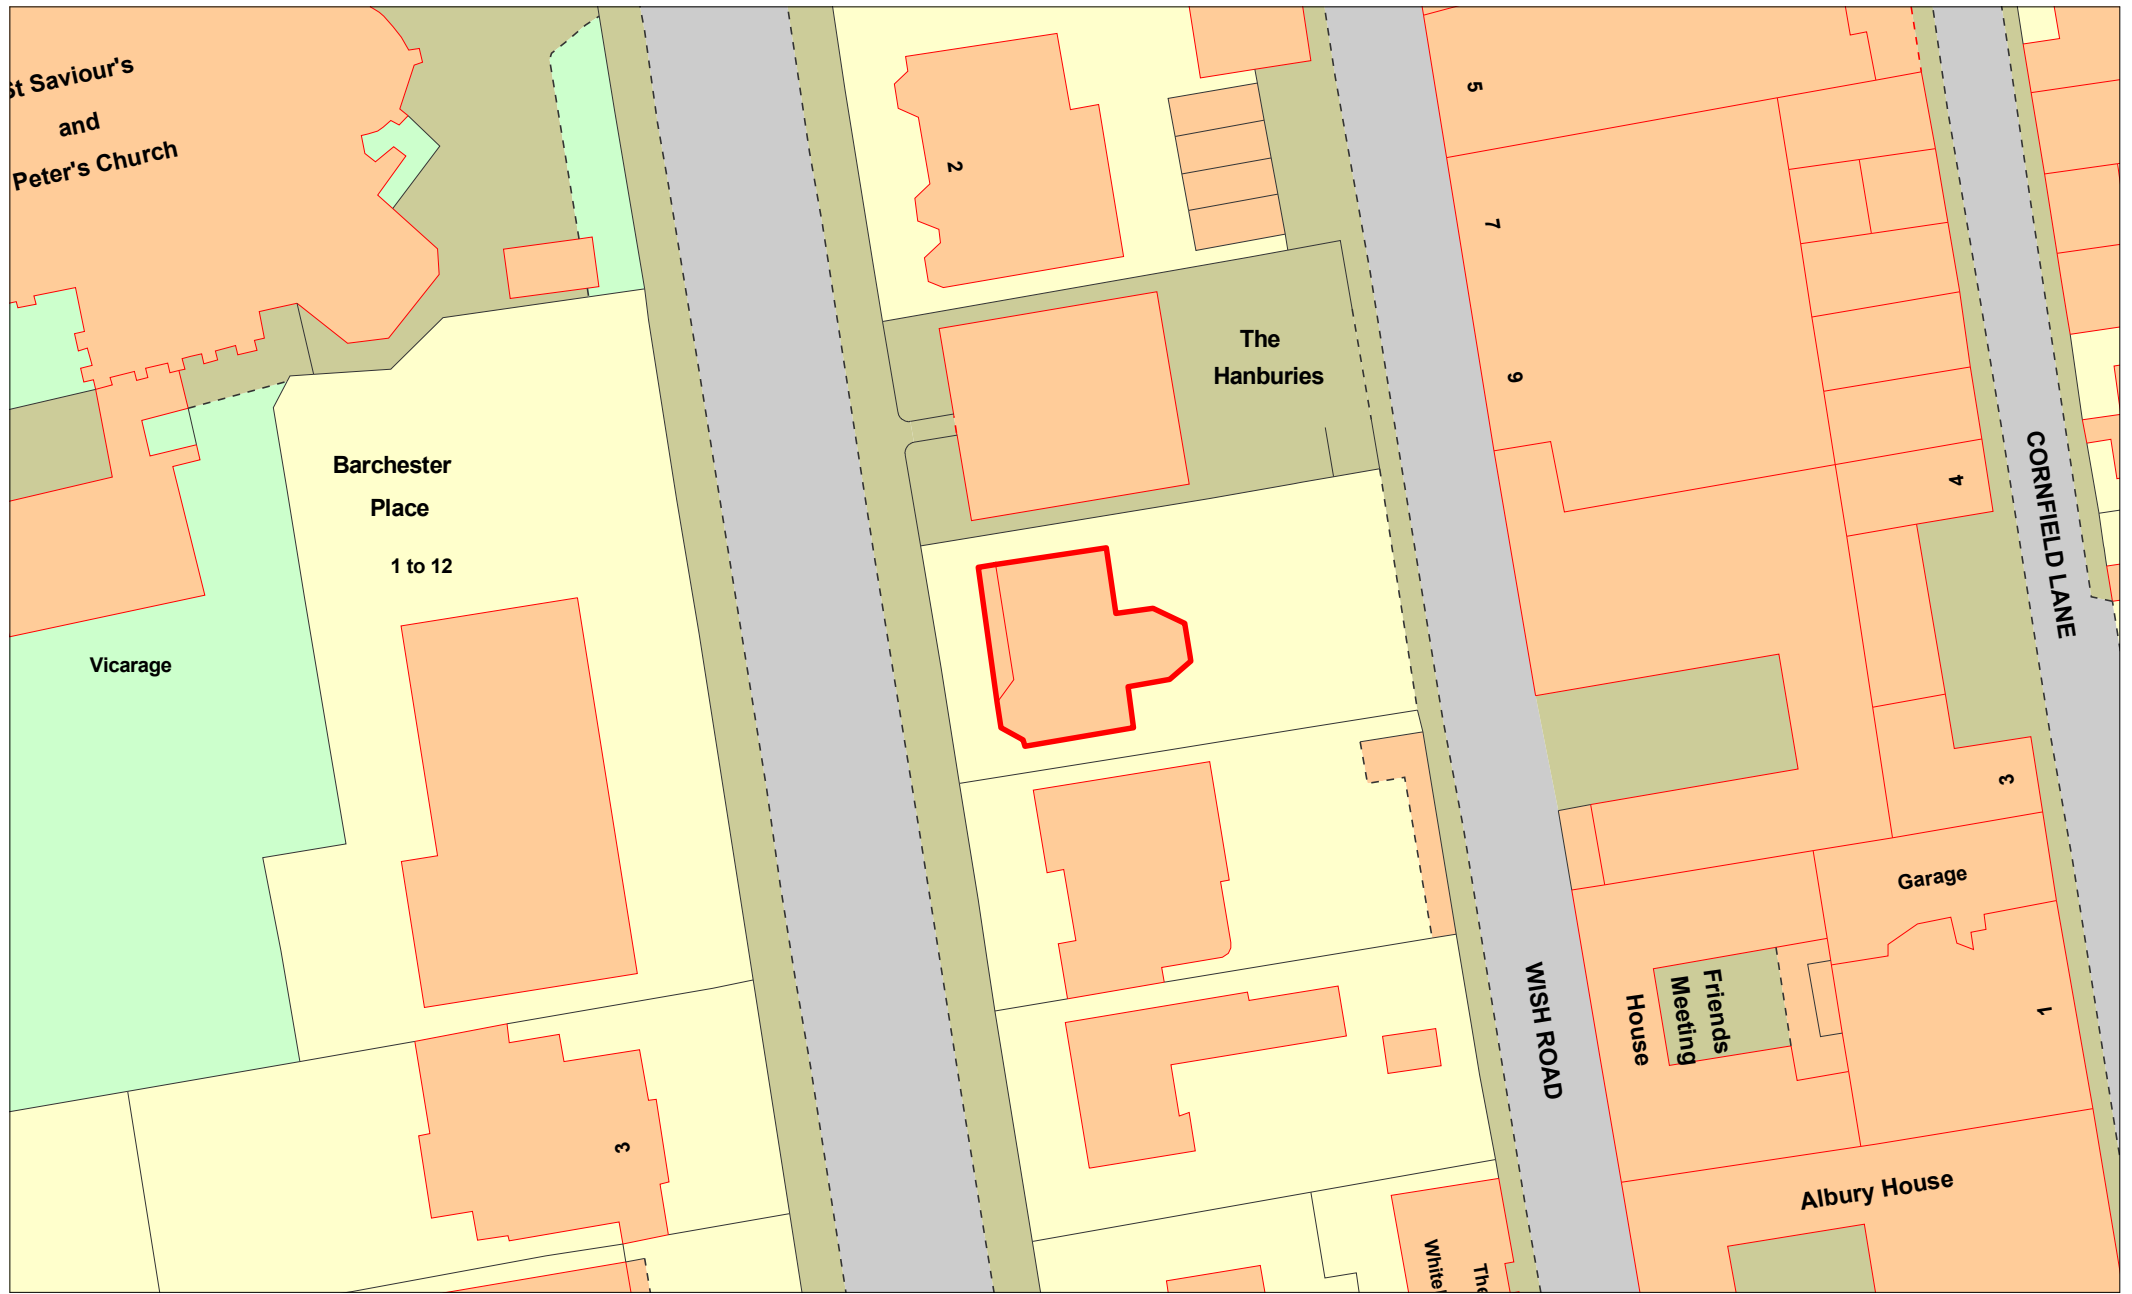 St Saviour's
and
Peter's Church
2
5
7
9
The
Hanburies
Barchester
Place
1 to 12
Vicarage
4
CORNFIELD LANE
3
Garage
WISH ROAD
Friends
Meeting
House
1
3
Albury House
The